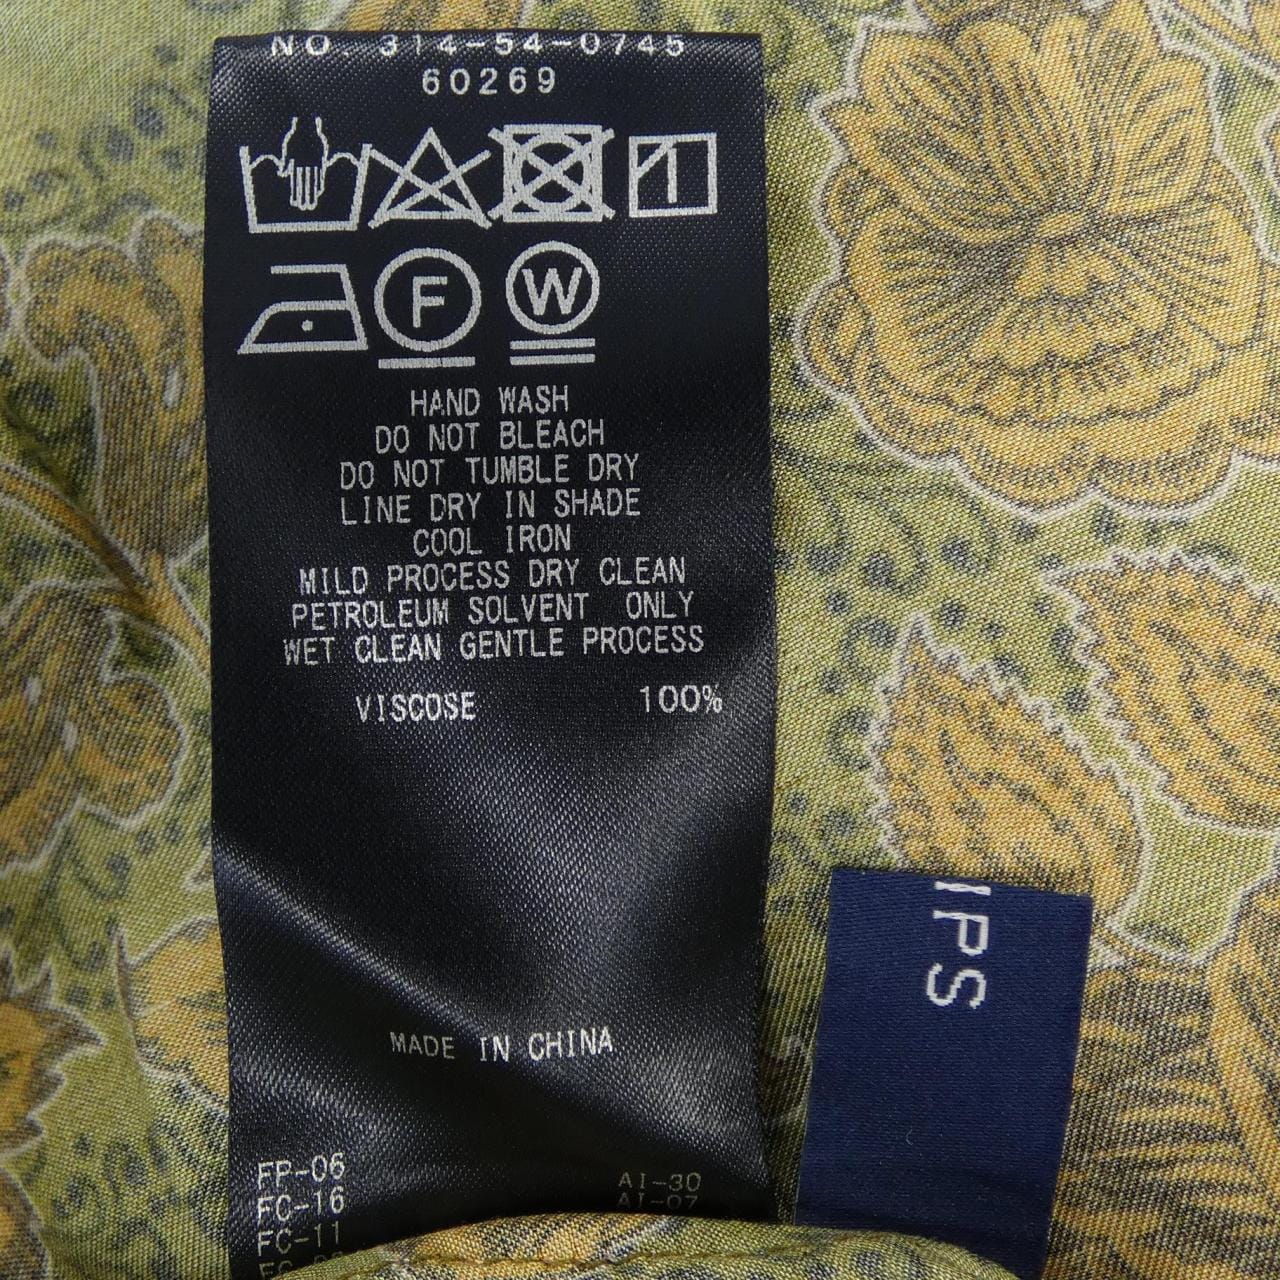 NO. 314-54-0745
60269
F
W
HAND WASH
DO NOT BLEACH
DO NOT TUMBLE DRY
LINE DRY IN SHADE
COOL IRON
MILD PROCESS DRY CLEAN
PETROLEUM SOLVENT ONLY
WET CLEAN GENTLE PROCESS
VISCOSE 100%
MADE IN CHINA
FP-06 AI-30
FC-16 AI-07
FC-11
IPS